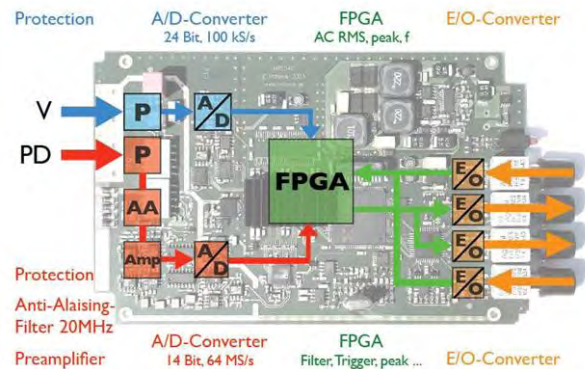 Protection
A/D-Converter
FPGA
E/O-Converter
24 Bit, 100 kS/s
AC RMS, peak, f
V
P
A/D
PD
P
FPGA
E/O
AA
E/O
Amp
A/D
E/O
E/O
Protection
Anti-Alaising-
Filter 20MHz
Preamplifier
A/D-Converter
FPGA
E/O-Converter
14 Bit, 64 MS/s
Filter, Trigger, peak ...